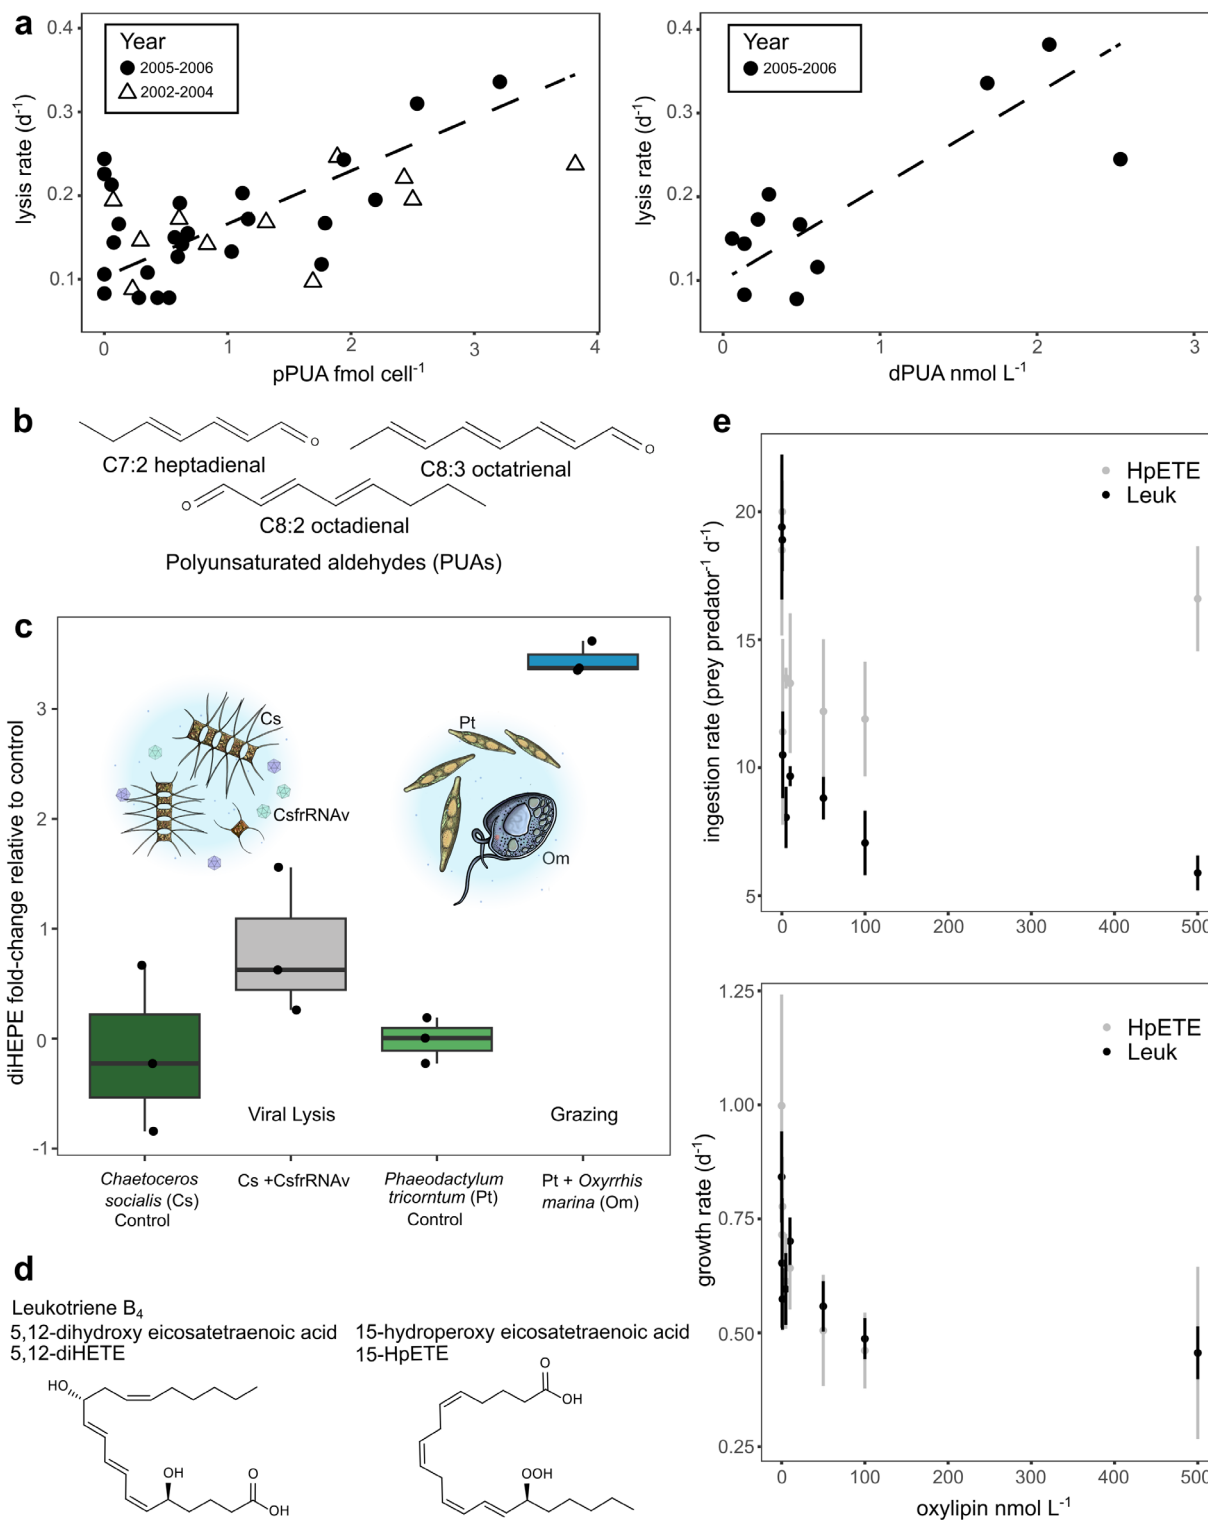 a
Year
2005-2006
2002-2004
0.4
0.3
0.2
0.1
lysis rate (d-1)
0 1 2 3 4
pPUA fmol cell-1
Year
2005-2006
0.4
0.3
0.2
0.1
lysis rate (d-1)
0 1 2 3
dPUA nmol L-1
b
O
C7:2 heptadienal
O
C8:3 octatrienal
O
C8:2 octadienal
Polyunsaturated aldehydes (PUAs)
c
diHEPE fold-change relative to control
3
2
1
0
-1
Cs
CsfrRNAv
Pt
Om
Viral Lysis
Grazing
Chaetoceros
socialis (Cs)
Control
Cs +CsfrRNAv
Phaeodactylum
tricorntum (Pt)
Control
Pt + Oxyrrhis
marina (Om)
d
Leukotriene B4
5,12-dihydroxy eicosatetraenoic acid
5,12-diHETE
HO
OH
O
OH
15-hydroperoxy eicosatetraenoic acid
15-HpETE
O
OH
OOH
e
HpETE
Leuk
20
15
10
5
ingestion rate (prey predator-1 d-1)
0 100 200 300 400 500
HpETE
Leuk
1.25
1.00
0.75
0.50
0.25
growth rate (d-1)
0 100 200 300 400 500
oxylipin nmol L-1